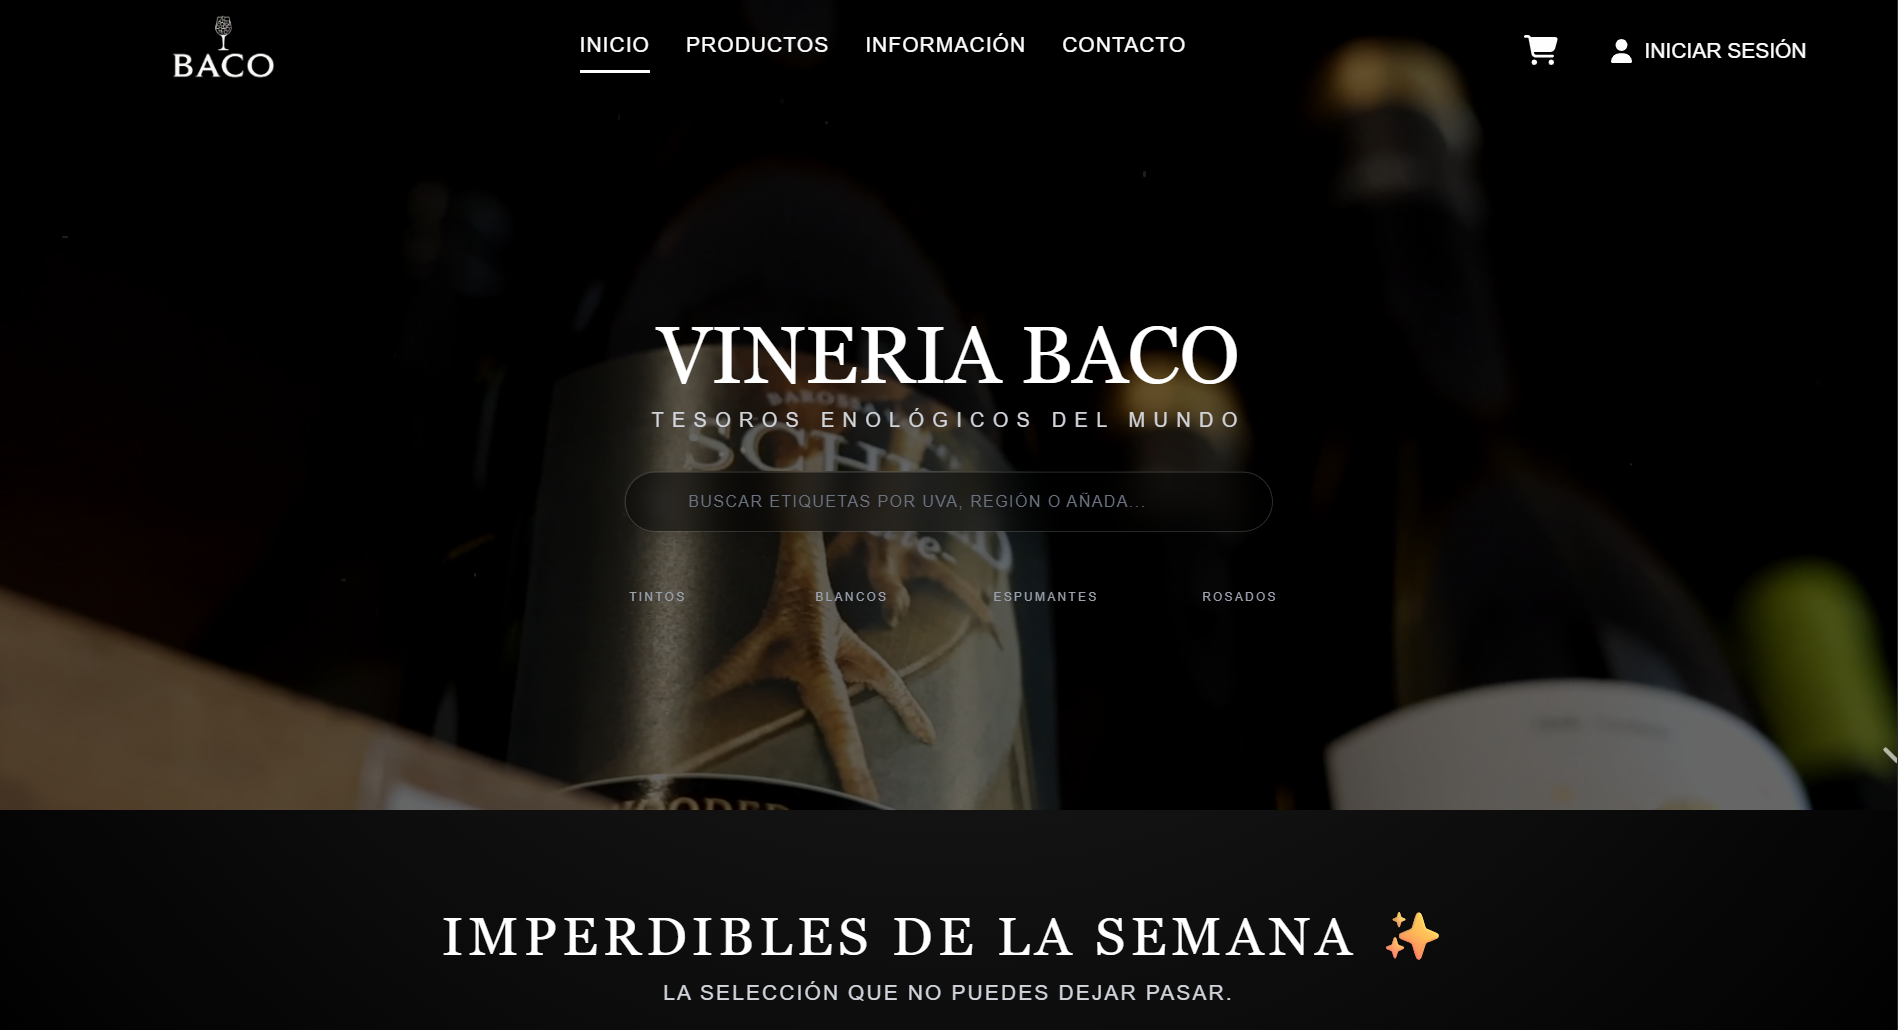 BACO
INICIO PRODUCTOS INFORMACIÓN CONTACTO
INICIAR SESIÓN
VINERIA BACO
TESOROS ENOLÓGICOS DEL MUNDO
BAROSSA
BUSCAR ETIQUETAS POR UVA, REGIÓN O AÑADA...
TINTOS BLANCOS ESPUMANTES ROSADOS
IMPERDIBLES DE LA SEMANA ✨
LA SELECCIÓN QUE NO PUEDES DEJAR PASAR.